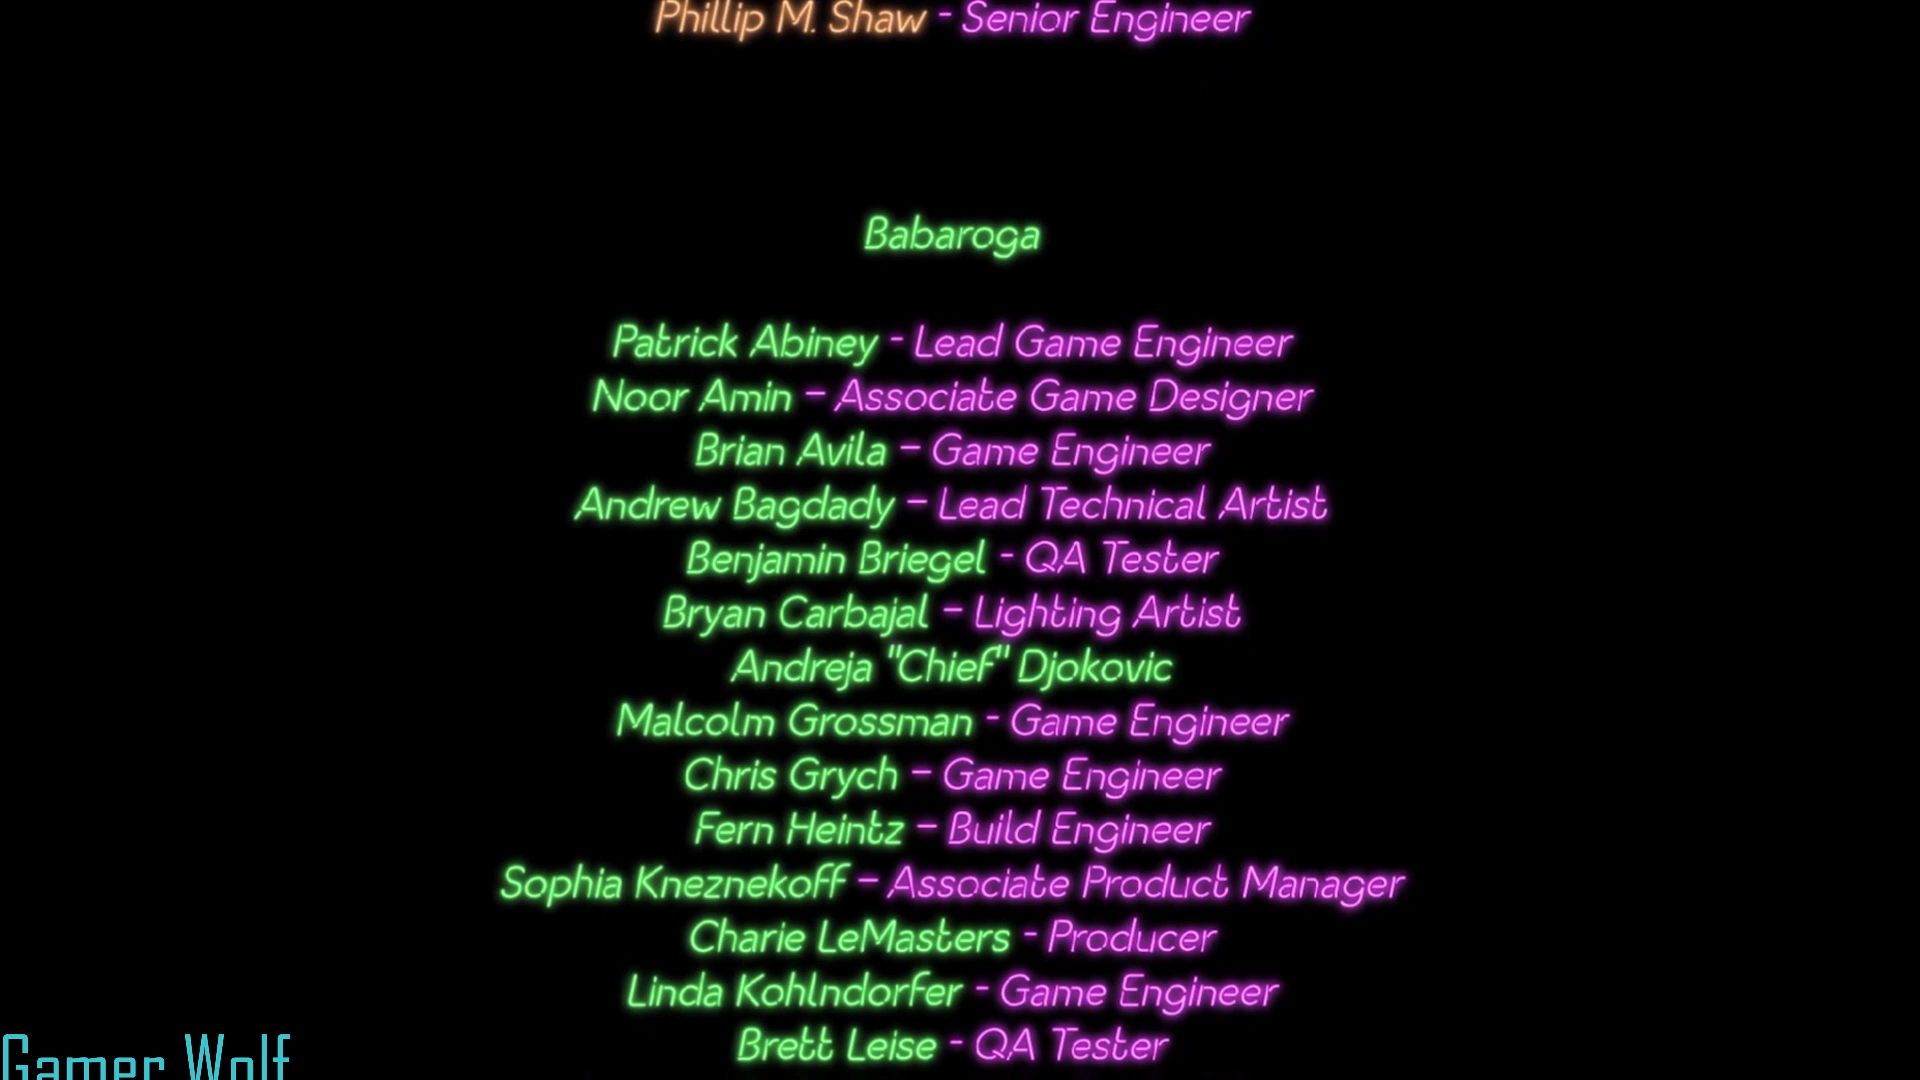 Phillip M. Shaw - Senior Engineer
Babaroga
Patrick Abiney - Lead Game Engineer
Noor Amin – Associate Game Designer
Brian Avila – Game Engineer
Andrew Bagdady – Lead Technical Artist
Benjamin Briegel - QA Tester
Bryan Carbajal – Lighting Artist
Andreja "Chief" Djokovic
Malcolm Grossman - Game Engineer
Chris Grych – Game Engineer
Fern Heintz – Build Engineer
Sophia Kneznekoff – Associate Product Manager
Charie LeMasters - Producer
Linda Kohlndorfer - Game Engineer
Brett Leise - QA Tester
Gamer Wolf